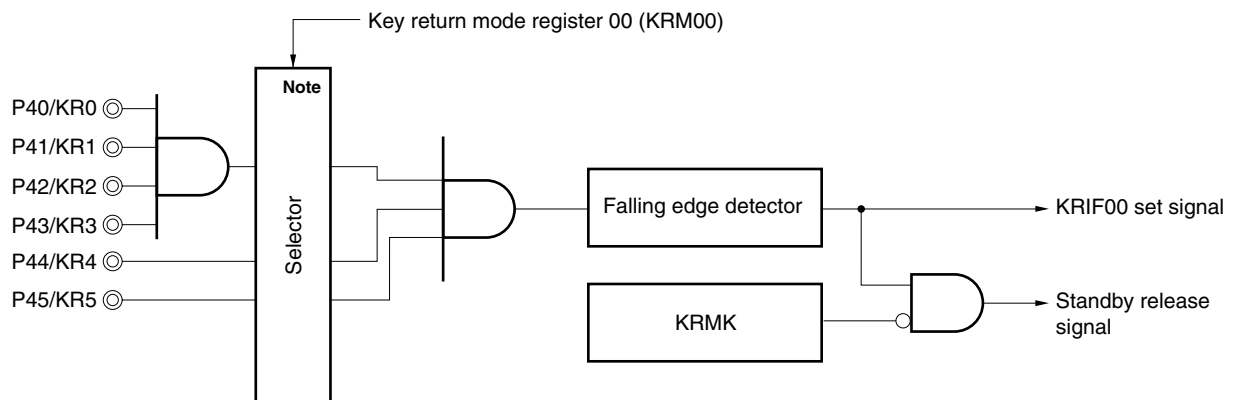 Key return mode register 00 (KRM00)
Note
P40/KR0
P41/KR1
P42/KR2
P43/KR3
P44/KR4
P45/KR5
Selector
Falling edge detector
KRMK
KRIF00 set signal
Standby release
signal